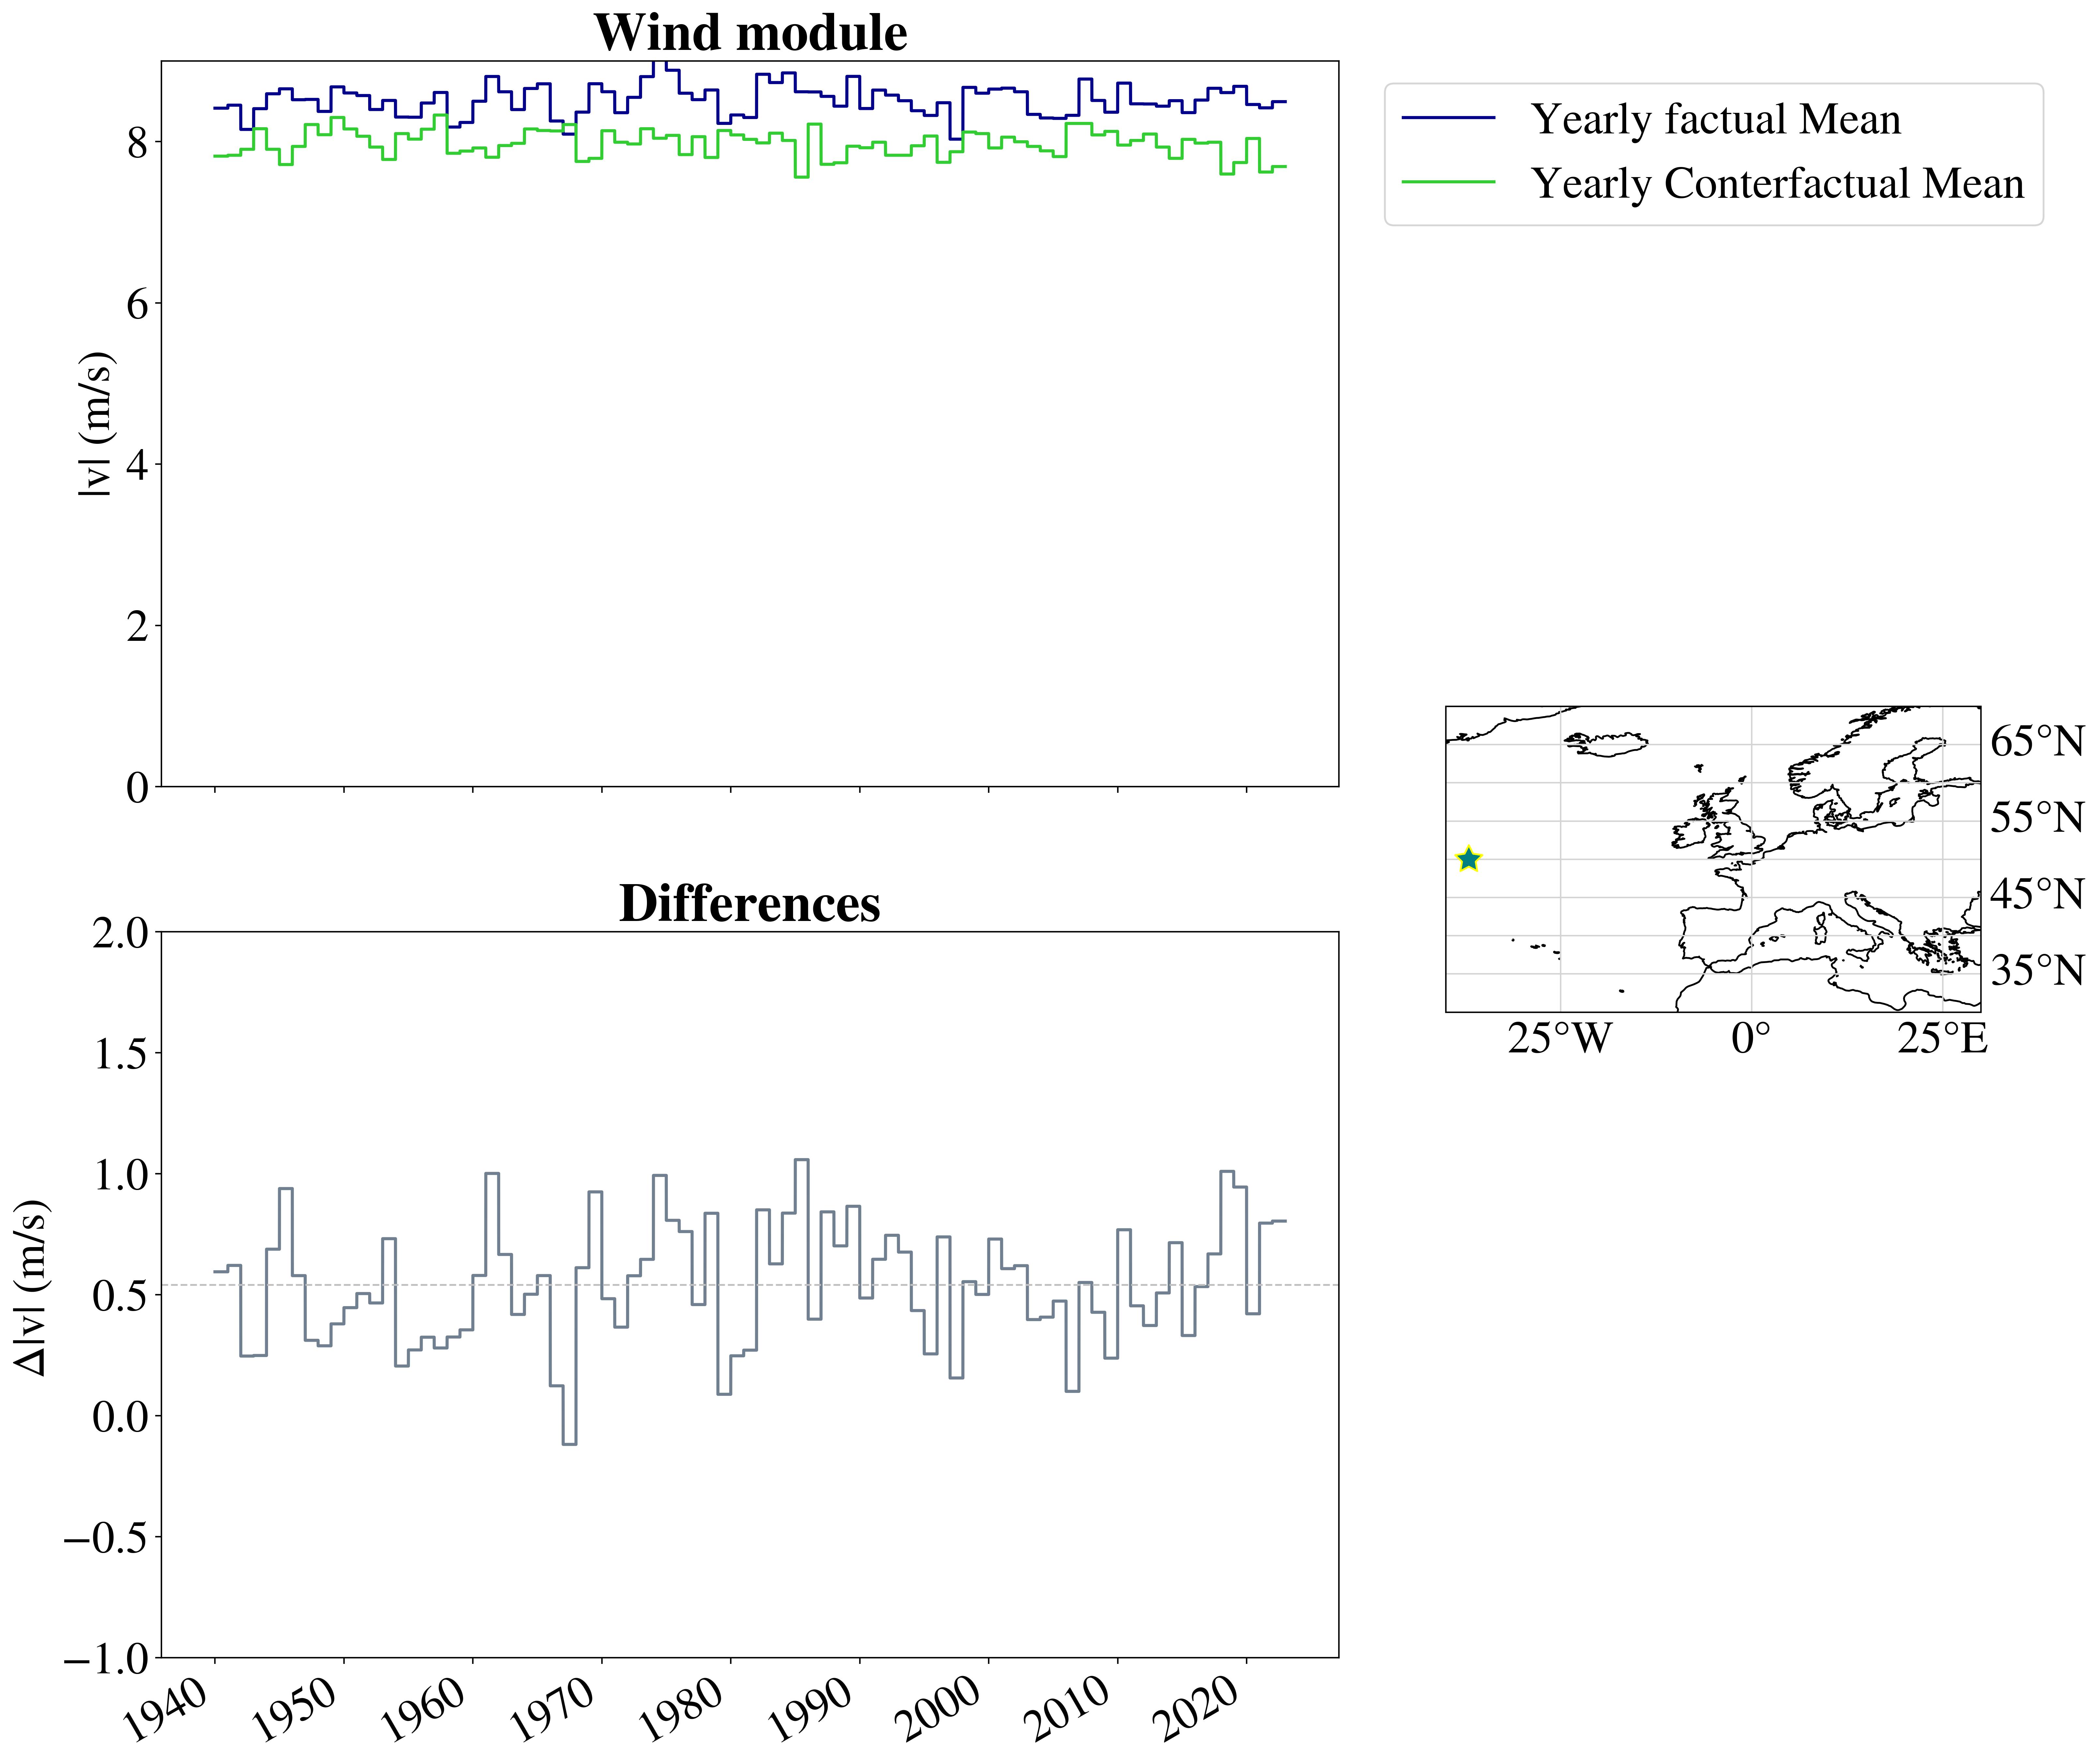 Wind module
8
6
4
2
0
|v| (m/s)
Yearly factual Mean
Yearly Conterfactual Mean
65°N
55°N
45°N
35°N
25°W 0° 25°E
Differences
2.0
1.5
1.0
0.5
0.0
−0.5
−1.0
Δ|v| (m/s)
1940 1950 1960 1970 1980 1990 2000 2010 2020